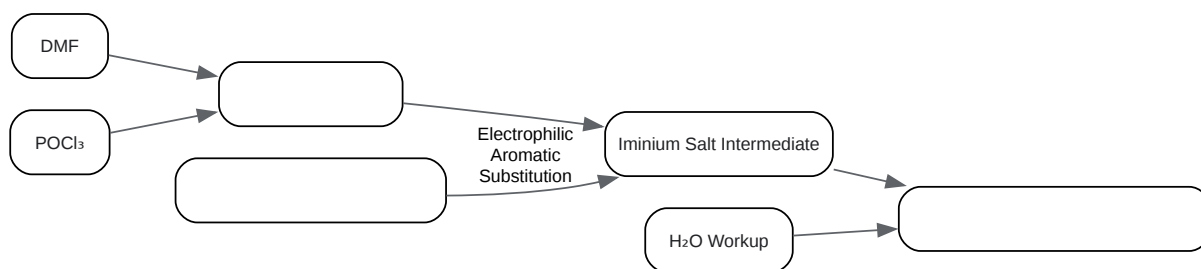 DMF
POCl₃
Electrophilic
Aromatic
Substitution
Iminium Salt Intermediate
H₂O Workup